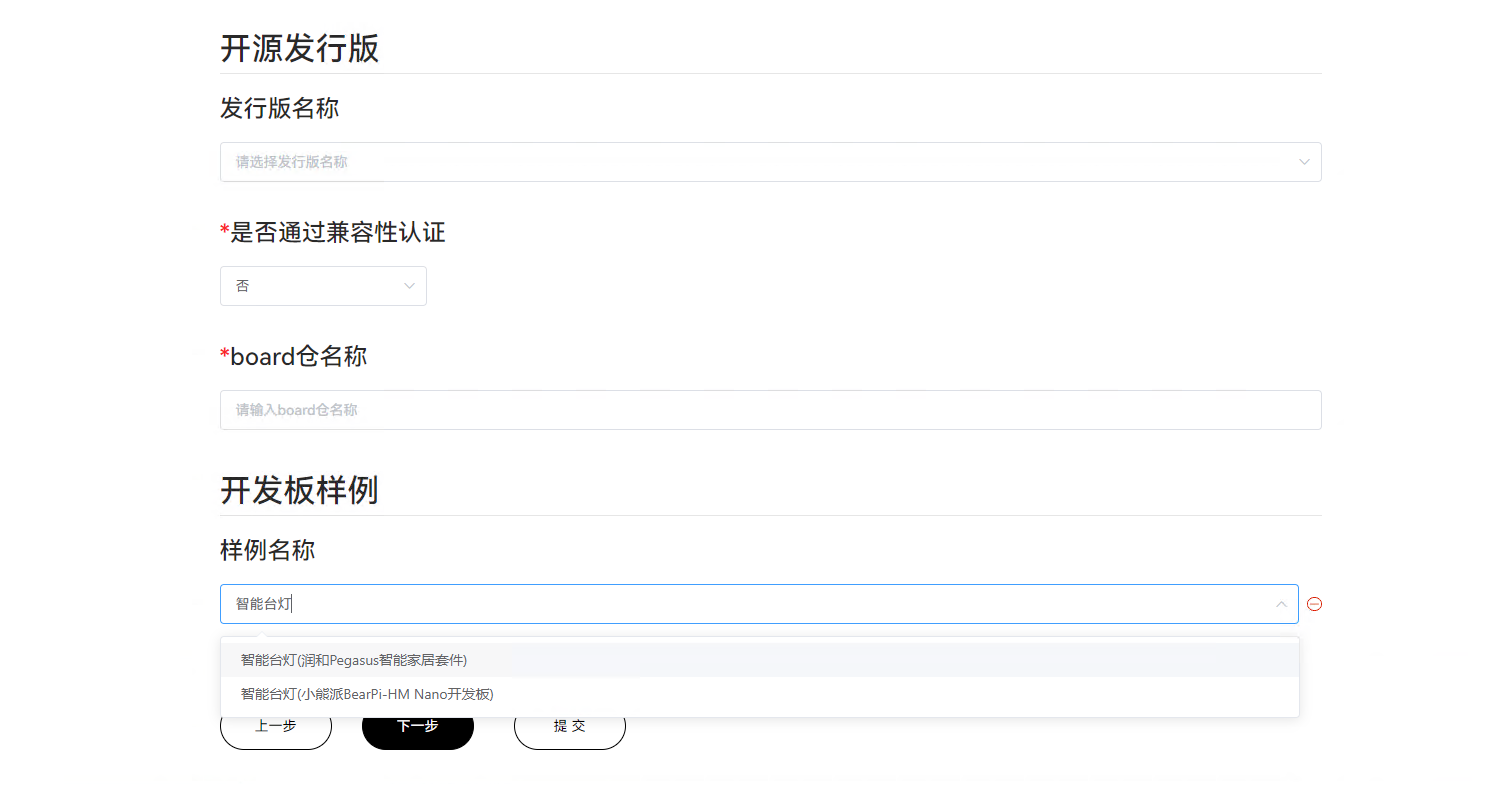 开源发行版
发行版名称
请选择发行版名称
*是否通过兼容性认证
否
*board仓名称
请输入board仓名称
开发板样例
样例名称
智能台灯
智能台灯(润和Pegasus智能家居套件)
智能台灯(小熊派BearPi-HM Nano开发板)
上一步
下一步
提 交